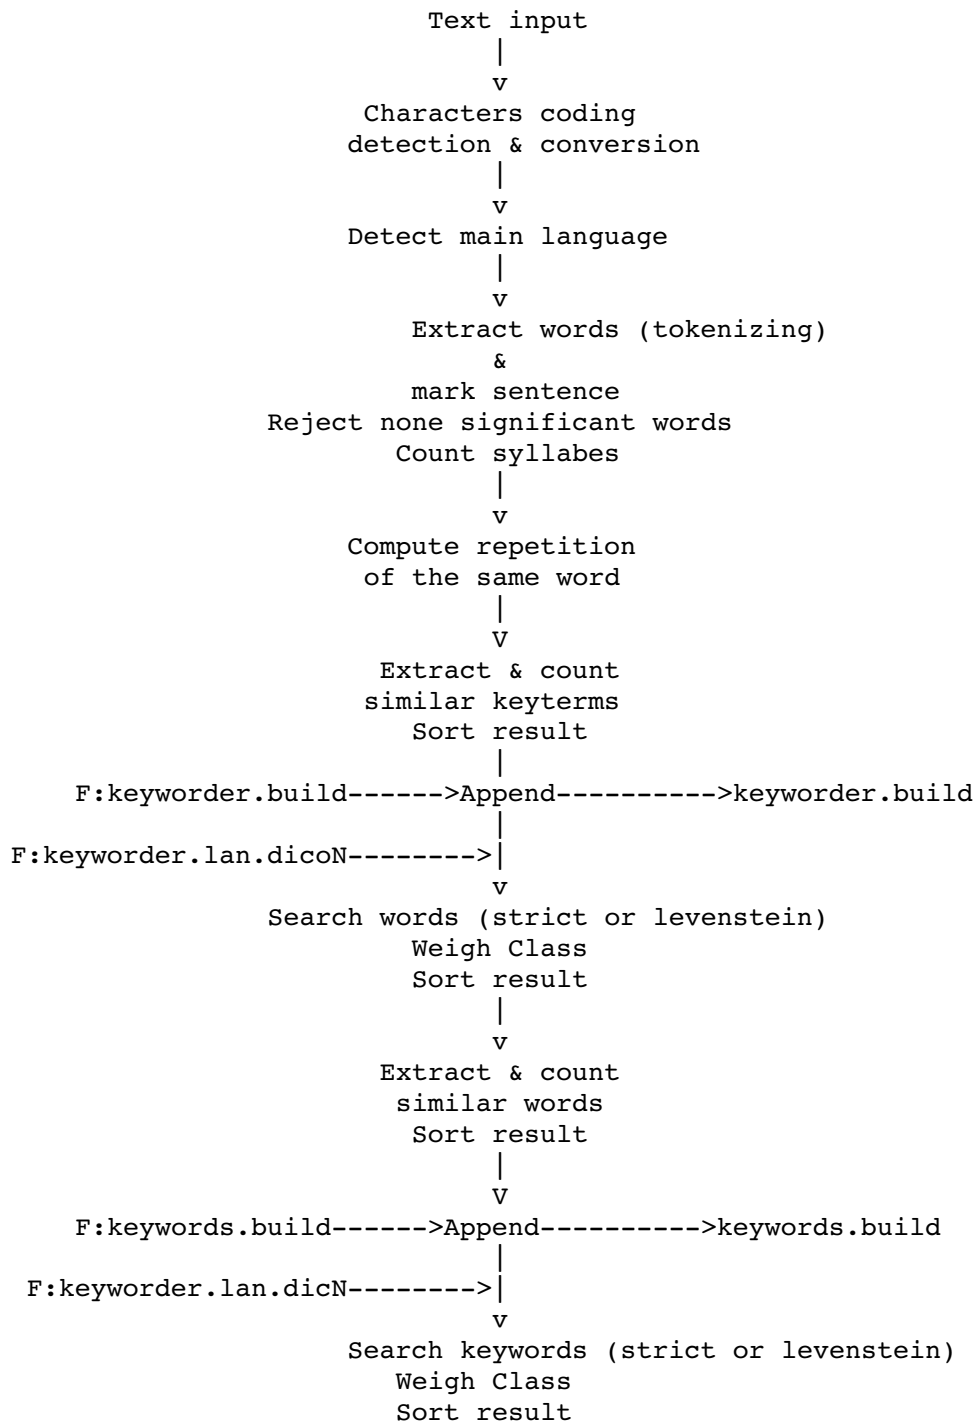 Text input
|
v
Characters coding
detection & conversion
|
v
Detect main language
|
v
Extract words (tokenizing)
&
mark sentence
Reject none significant words
Count syllabes
|
v
Compute repetition
of the same word
|
V
Extract & count
similar keyterms
Sort result
|
F:keyworder.build------>Append---------->keyworder.build
|
F:keyworder.lan.dicoN-------->|
v
Search words (strict or levenstein)
Weigh Class
Sort result
|
v
Extract & count
similar words
Sort result
|
V
F:keywords.build------>Append---------->keywords.build
|
F:keyworder.lan.dicN-------->|
v
Search keywords (strict or levenstein)
Weigh Class
Sort result